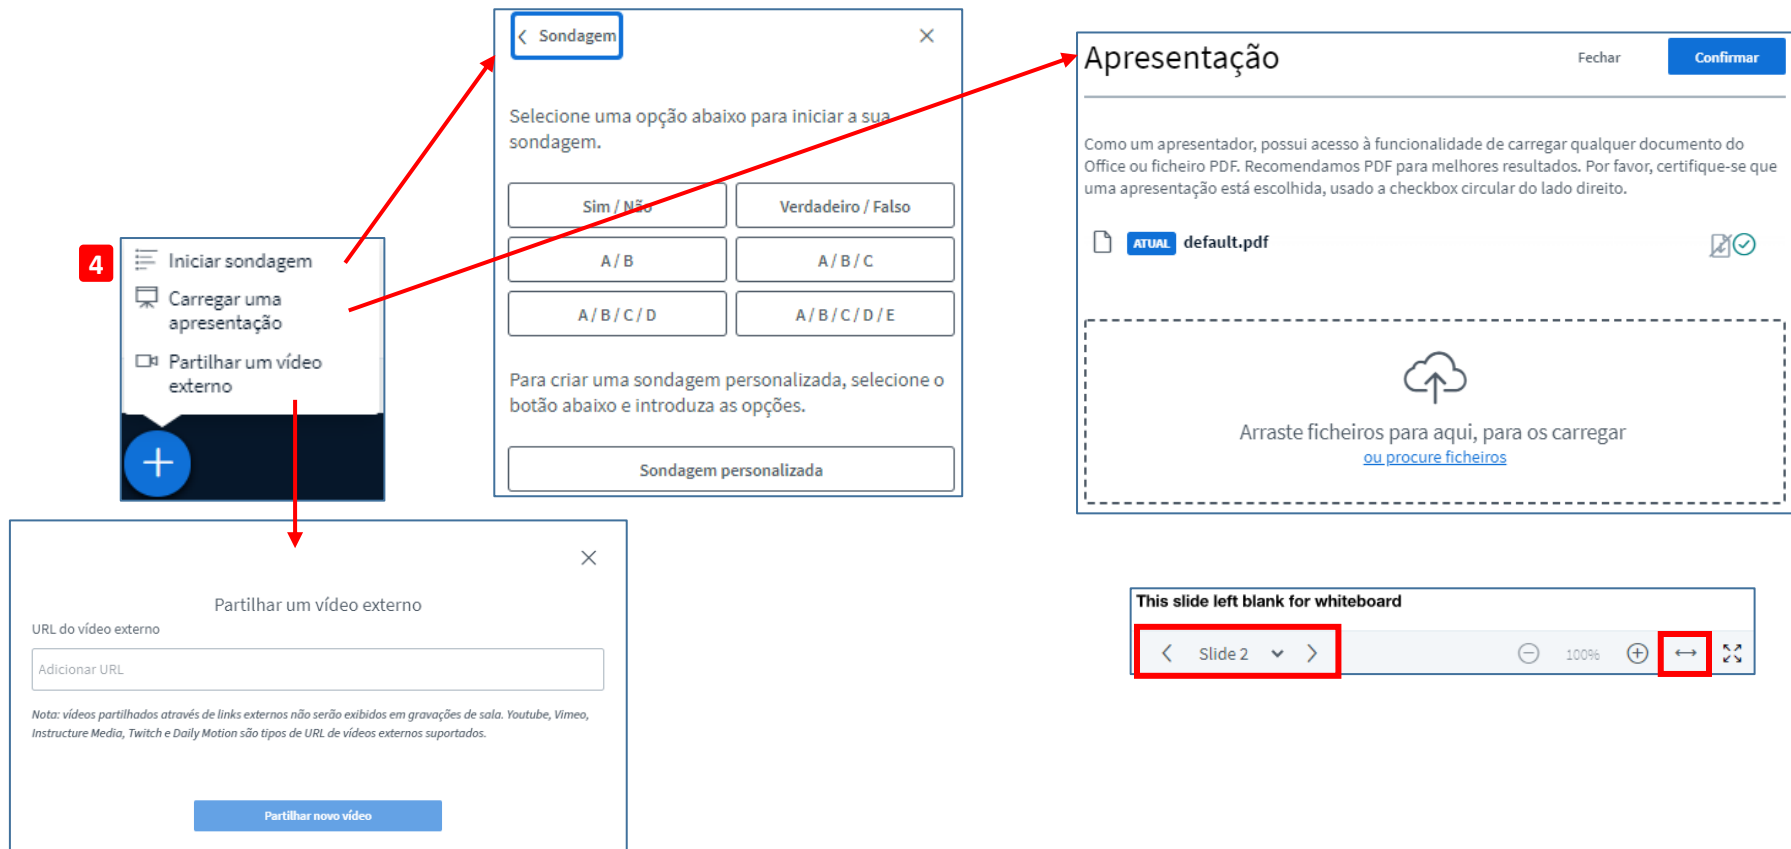 4
Iniciar sondagem
Carregar uma
apresentação
Partilhar um vídeo
externo
Sondagem
Selecione uma opção abaixo para iniciar a sua
sondagem.
Sim / Não
Verdadeiro / Falso
A / B
A / B / C
A / B / C / D
A / B / C / D / E
Para criar uma sondagem personalizada, selecione o
botão abaixo e introduza as opções.
Sondagem personalizada
Apresentação
Fechar
Confirmar
Como um apresentador, possui acesso à funcionalidade de carregar qualquer documento do
Office ou ficheiro PDF. Recomendamos PDF para melhores resultados. Por favor, certifique-se que
uma apresentação está escolhida, usado a checkbox circular do lado direito.
ATUAL default.pdf
Arraste ficheiros para aqui, para os carregar
ou procure ficheiros
Partilhar um vídeo externo
URL do vídeo externo
Adicionar URL
Nota: vídeos partilhados através de links externos não serão exibidos em gravações de sala. Youtube, Vimeo,
Instructure Media, Twitch e Daily Motion são tipos de URL de vídeos externos suportados.
Partilhar novo vídeo
This slide left blank for whiteboard
Slide 2
100%